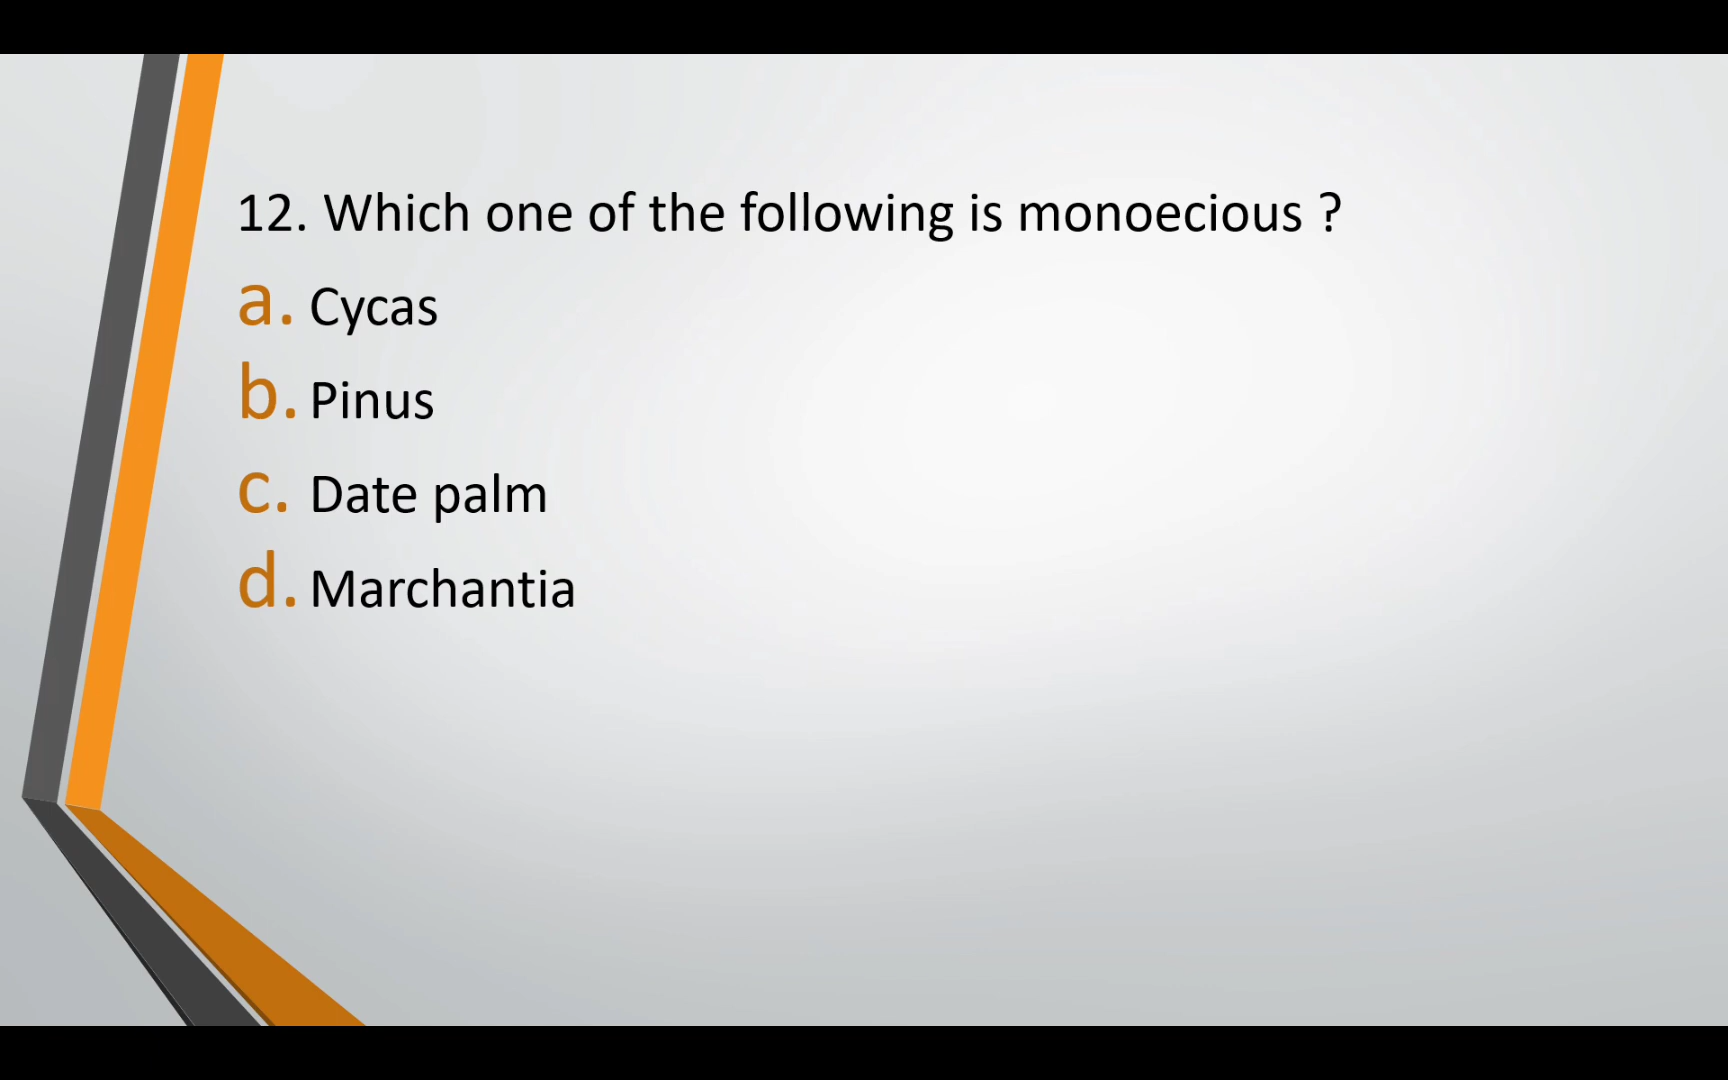 12. Which one of the following is monoecious ?
a. Cycas
b. Pinus
c. Date palm
d. Marchantia